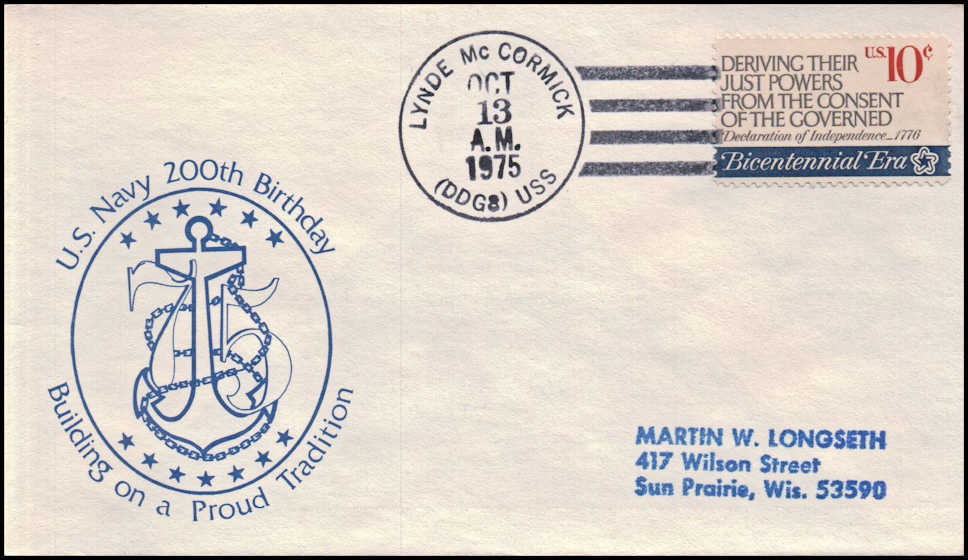 U.S. Navy 200th Birthday
75
Building on a Proud Tradition
LYNDE Mc CORMICK
OCT
13
A.M.
1975
(DDG8) USS
U.S. 10¢
DERIVING THEIR
JUST POWERS
FROM THE CONSENT
OF THE GOVERNED
Declaration of Independence...1776
Bicentennial Era
MARTIN W. LONGSETH
417 Wilson Street
Sun Prairie, Wis. 53590